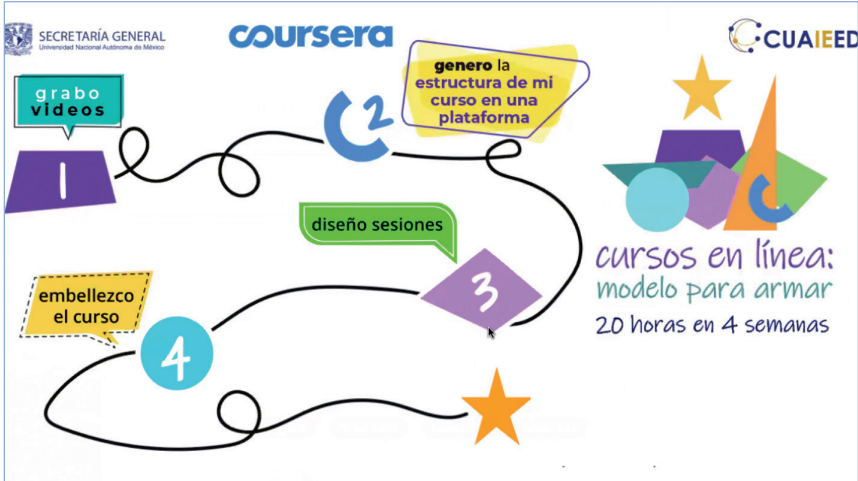 SECRETARÍA GENERAL
Universidad Nacional Autónoma de México
coursera
CUAIEED
grabo
videos
1
2
genero la
estructura de mi
curso en una
plataforma
diseño sesiones
3
embellezco
el curso
4
cursos en línea:
modelo para armar
20 horas en 4 semanas